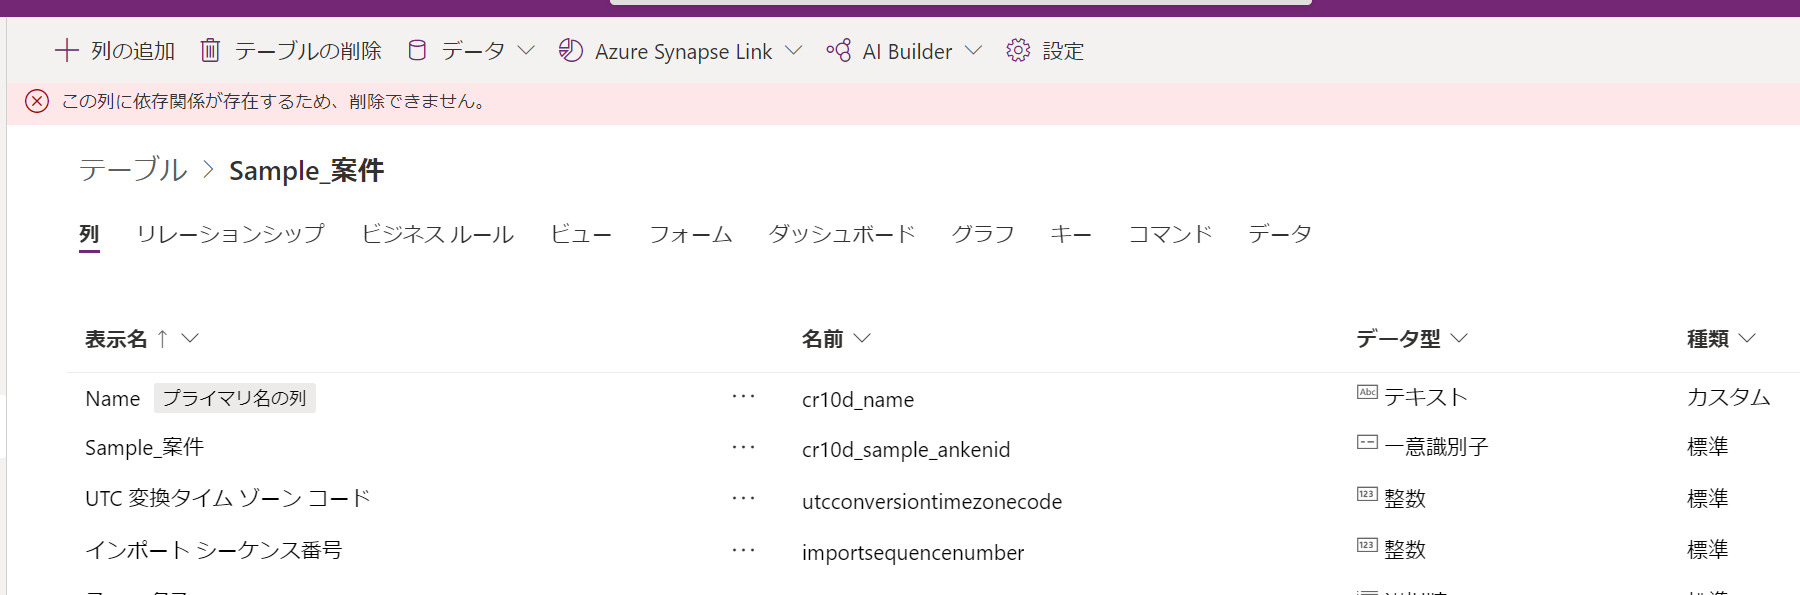 列の追加 テーブルの削除 データ Azure Synapse Link AI Builder 設定
この列に依存関係が存在するため、削除できません。
テーブル > Sample_案件
列 リレーションシップ ビジネス ルール ビュー フォーム ダッシュボード グラフ キー コマンド データ
表示名 ↑ 名前 データ型 種類
Name プライマリ名の列 ··· cr10d_name Abc テキスト カスタム
Sample_案件 ··· cr10d_sample_ankenid 一意識別子 標準
UTC 変換タイム ゾーン コード ··· utcconversiontimezonecode 123 整数 標準
インポート シーケンス番号 ··· importsequencenumber 123 整数 標準